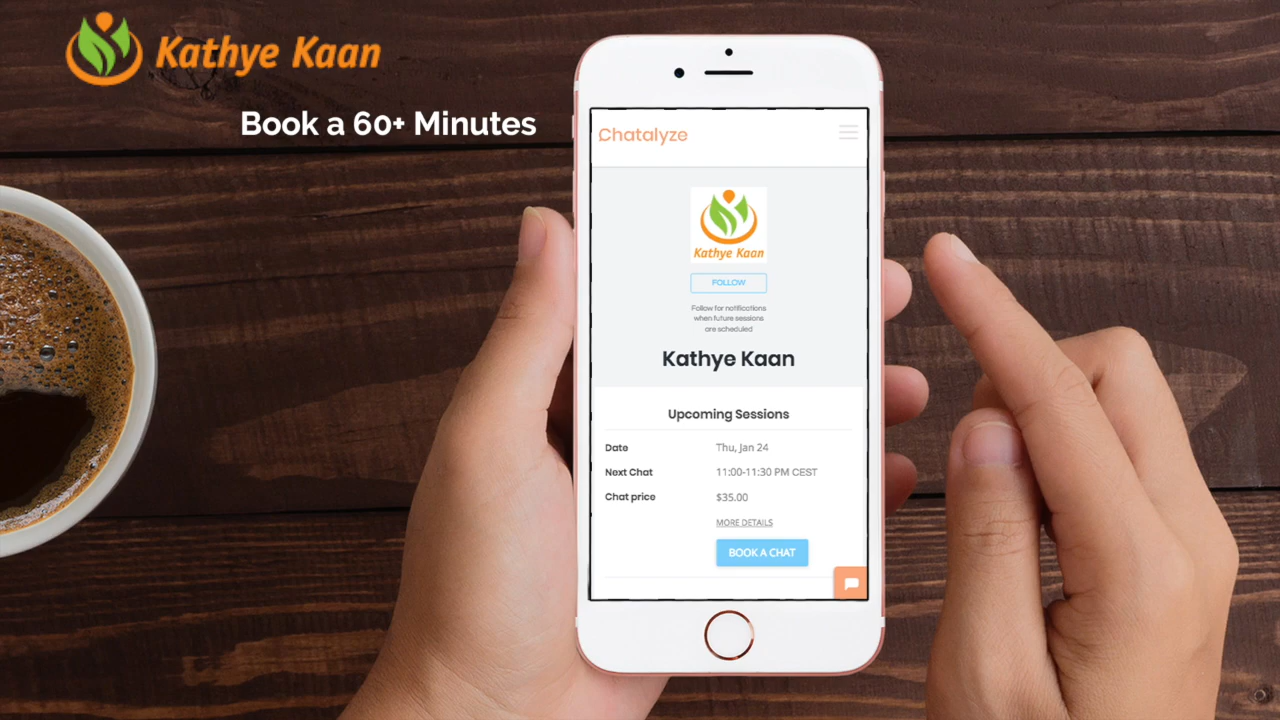 Kathye Kaan
Book a 60+ Minutes
Chatalyze
Kathye Kaan
FOLLOW
Follow for notifications
when future sessions
are scheduled
Kathye Kaan
Upcoming Sessions
Date Thu, Jan 24
Next Chat 11:00-11:30 PM CEST
Chat price $35.00
MORE DETAILS
BOOK A CHAT